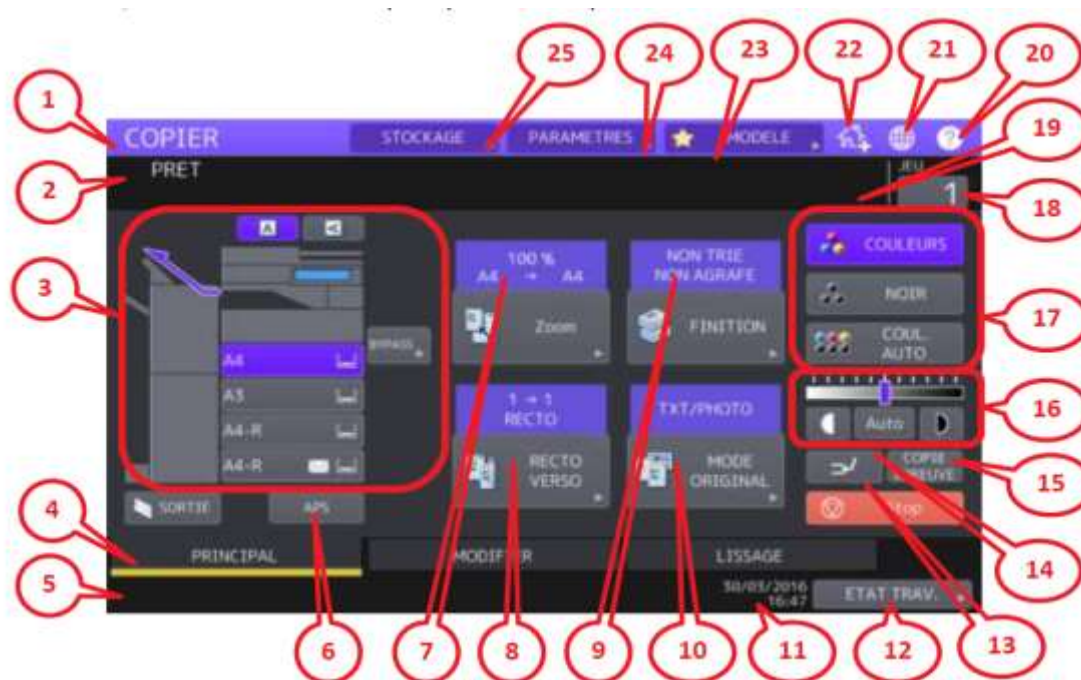 25 24 23 22 21 20
1
COPIER STOCKAGE PARAMETRES MODELE
PRET
JEU
1
19
2
18
A A
3
100 %
A4 → A4
Zoom
NON TRIE
NON AGRAFE
FINITION
COULEURS
NOIR
COUL.
AUTO
17
BYPASS
A4
A3
A4-R
A4-R
1 → 1
RECTO
RECTO
VERSO
TXT/PHOTO
MODE
ORIGINAL
Auto
16
COPIE
15
SORTIE APS
Stop
4
PRINCIPAL MODIFIER LISSAGE
14
5
30/03/2016
16:47
ETAT TRAV.
6 7 8 9 10 11 12 13